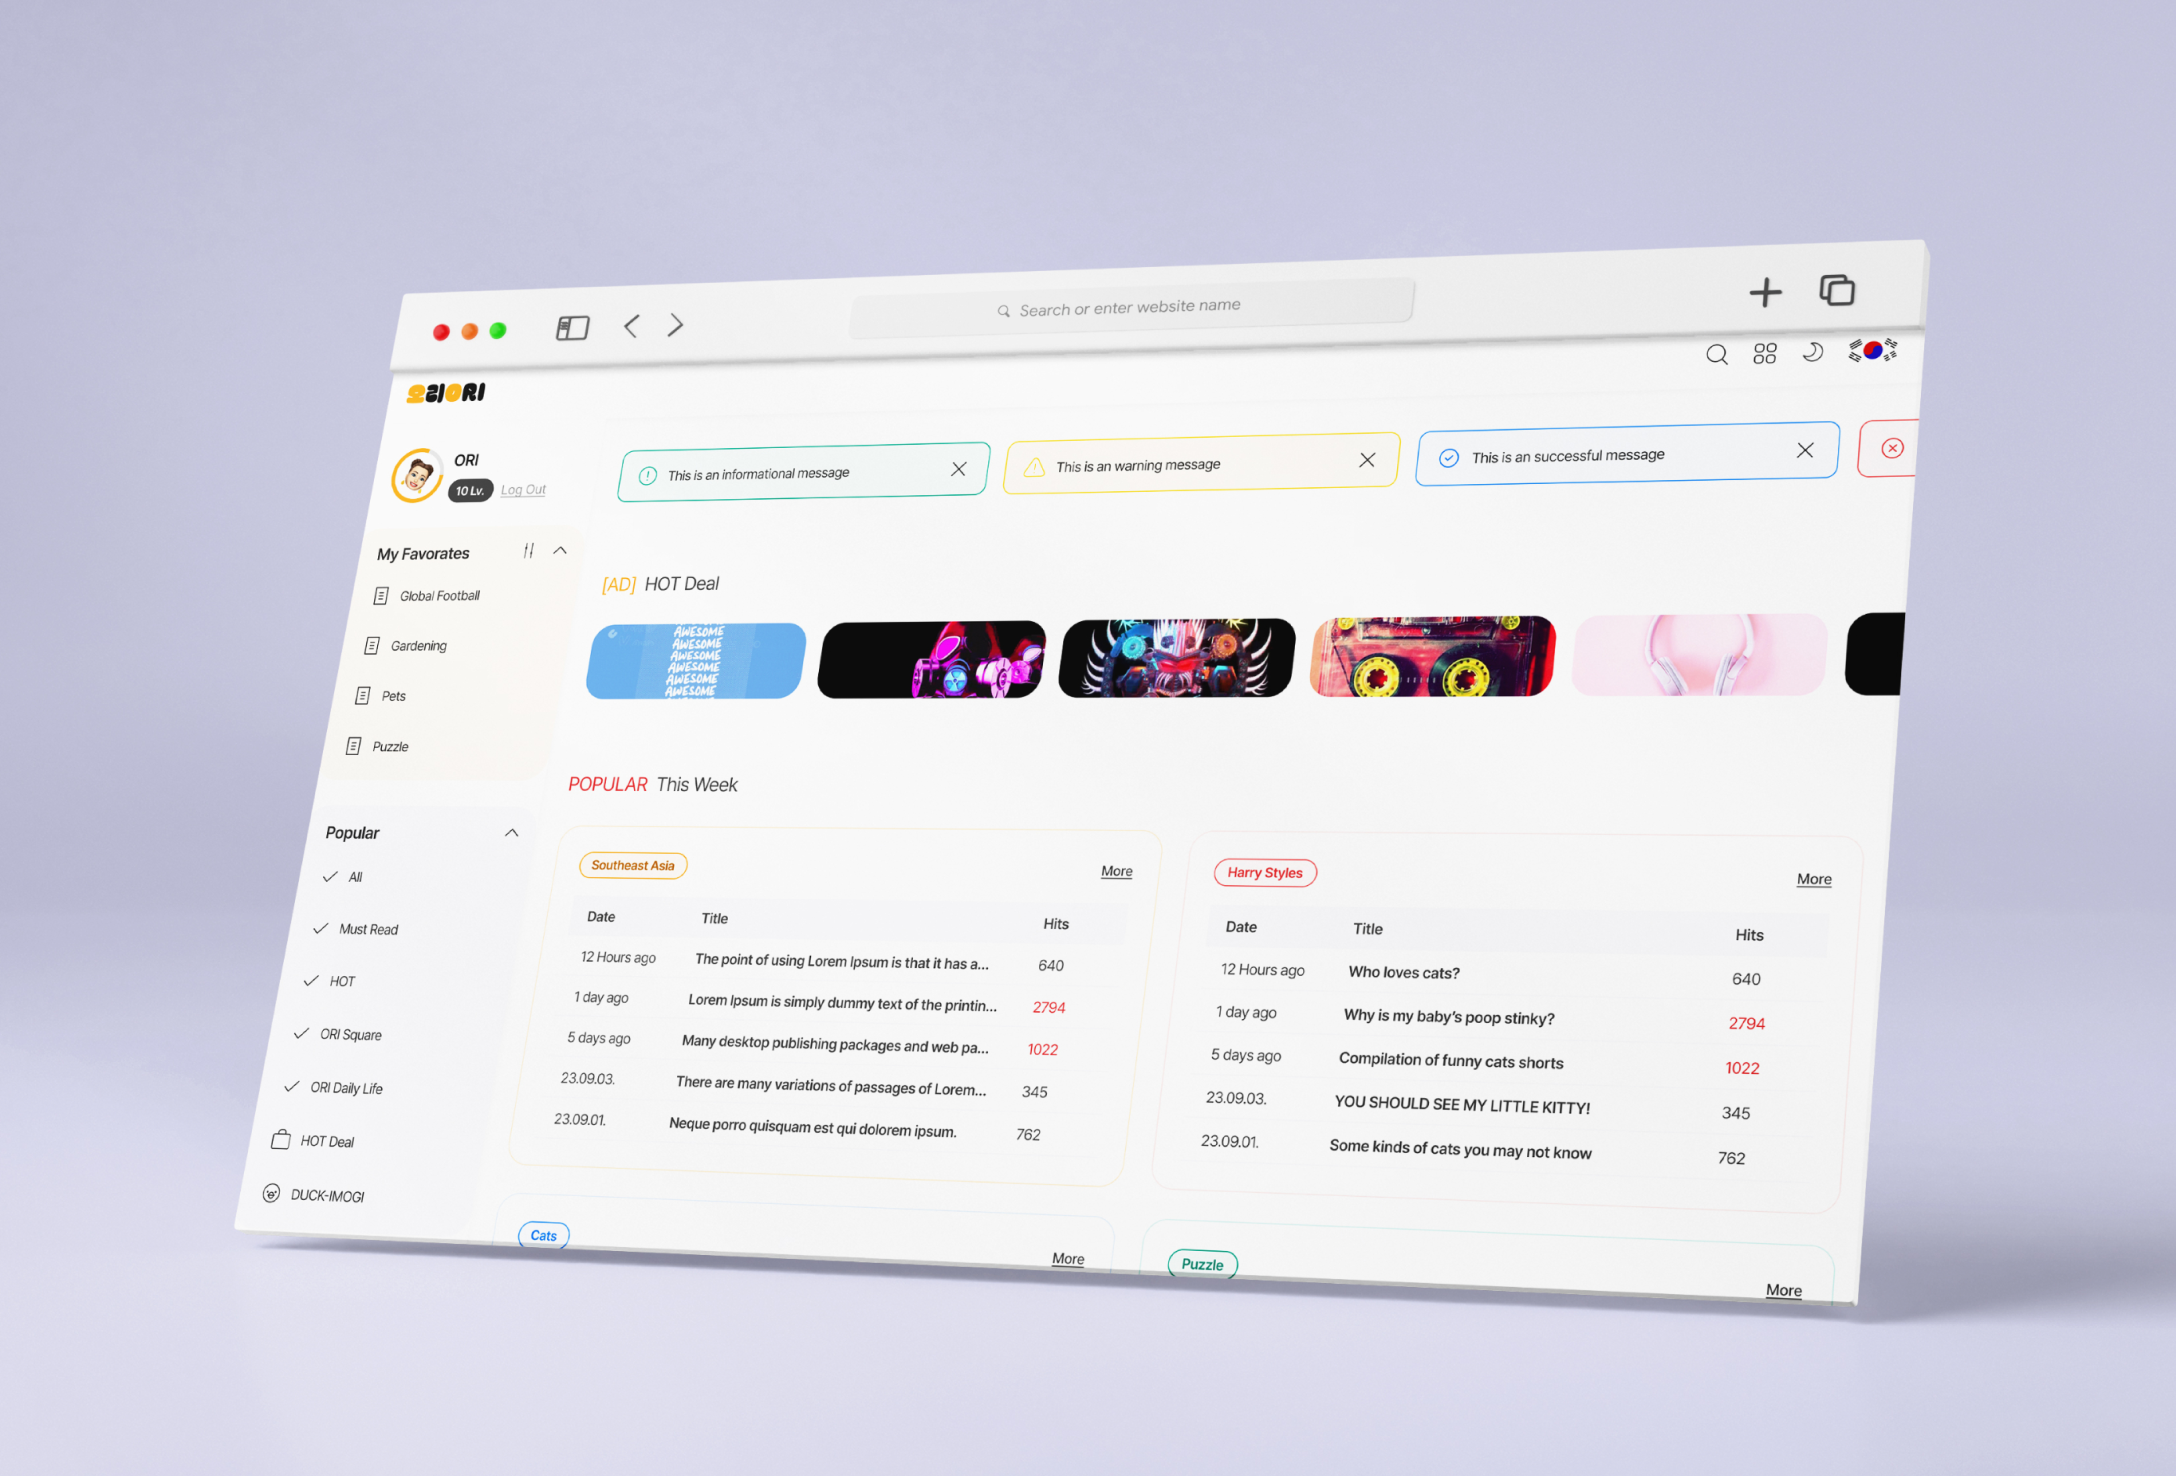 Search or enter website name
오리ORI
ORI
10 Lv. Log Out
This is an informational message
This is an warning message
This is an successful message
My Favorates
Global Football
Gardening
Pets
Puzzle
[AD] HOT Deal
AWESOME
AWESOME
AWESOME
AWESOME
AWESOME
AWESOME
POPULAR This Week
Popular
All
Must Read
HOT
ORI Square
ORI Daily Life
HOT Deal
DUCK-IMOGI
Southeast Asia More
Date Title Hits
12 Hours ago The point of using Lorem Ipsum is that it has a... 640
1 day ago Lorem Ipsum is simply dummy text of the printin... 2794
5 days ago Many desktop publishing packages and web pa... 1022
23.09.03. There are many variations of passages of Lorem... 345
23.09.01. Neque porro quisquam est qui dolorem ipsum. 762
Harry Styles More
Date Title Hits
12 Hours ago Who loves cats? 640
1 day ago Why is my baby's poop stinky? 2794
5 days ago Compilation of funny cats shorts 1022
23.09.03. YOU SHOULD SEE MY LITTLE KITTY! 345
23.09.01. Some kinds of cats you may not know 762
Cats More
Puzzle More